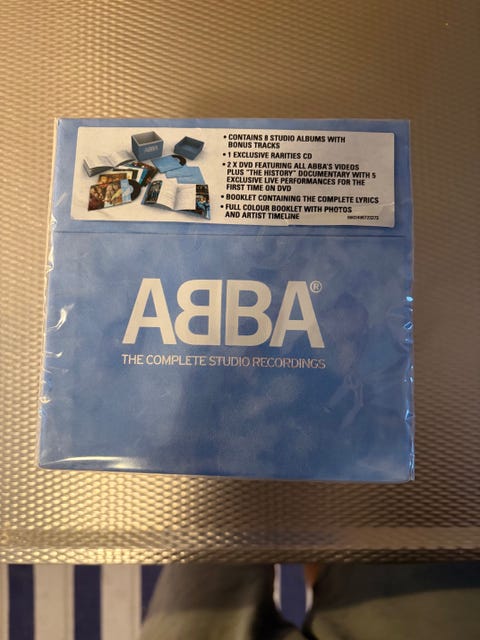 • CONTAINS 8 STUDIO ALBUMS WITH
BONUS TRACKS
• 1 EXCLUSIVE RARITIES CD
• 2 X DVD FEATURING ALL ABBA'S VIDEOS
PLUS "THE HISTORY" DOCUMENTARY WITH 5
EXCLUSIVE LIVE PERFORMANCES FOR THE
FIRST TIME ON DVD
• BOOKLET CONTAINING THE COMPLETE LYRICS
• FULL COLOUR BOOKLET WITH PHOTOS
AND ARTIST TIMELINE
ABBA®
THE COMPLETE STUDIO RECORDINGS